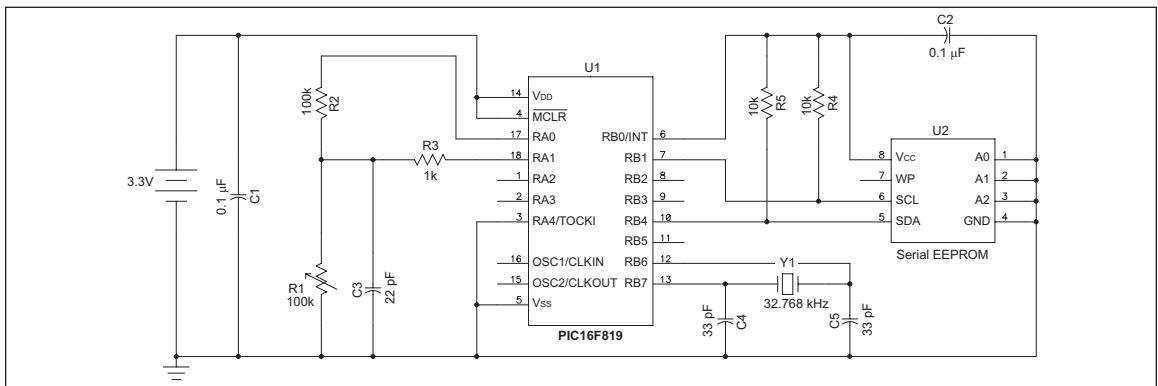 C2
0.1 µF
U1
100k
R2
10k
R5
10k
R4
14 VDD
4 MCLR
17 RA0
18 RA1
1 RA2
2 RA3
3 RA4/TOCKI
16 OSC1/CLKIN
15 OSC2/CLKOUT
5 VSS
RB0/INT 6
RB1 7
RB2 8
RB3 9
RB4 10
RB5 11
RB6 12
RB7 13
PIC16F819
R3
1k
3.3V
0.1 µF
C1
R1
100k
C3
22 pF
U2
8 VCC
7 WP
6 SCL
5 SDA
A0 1
A1 2
A2 3
GND 4
Serial EEPROM
Y1
32.768 kHz
33 pF
C4
C5
33 pF